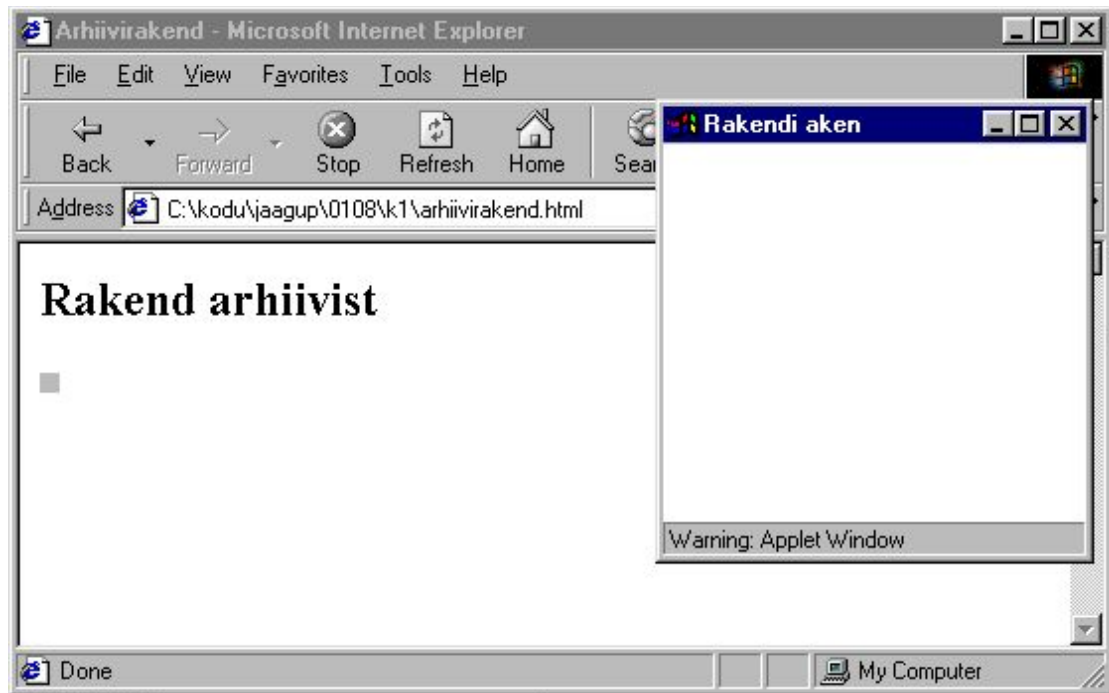 Arhiivirakend - Microsoft Internet Explorer
File Edit View Favorites Tools Help
Back Forward Stop Refresh Home
Address C:\kodu\jaagup\0108\k1\arhiivirakend.html
Rakendi aken
Rakend arhiivist
Warning: Applet Window
Done My Computer